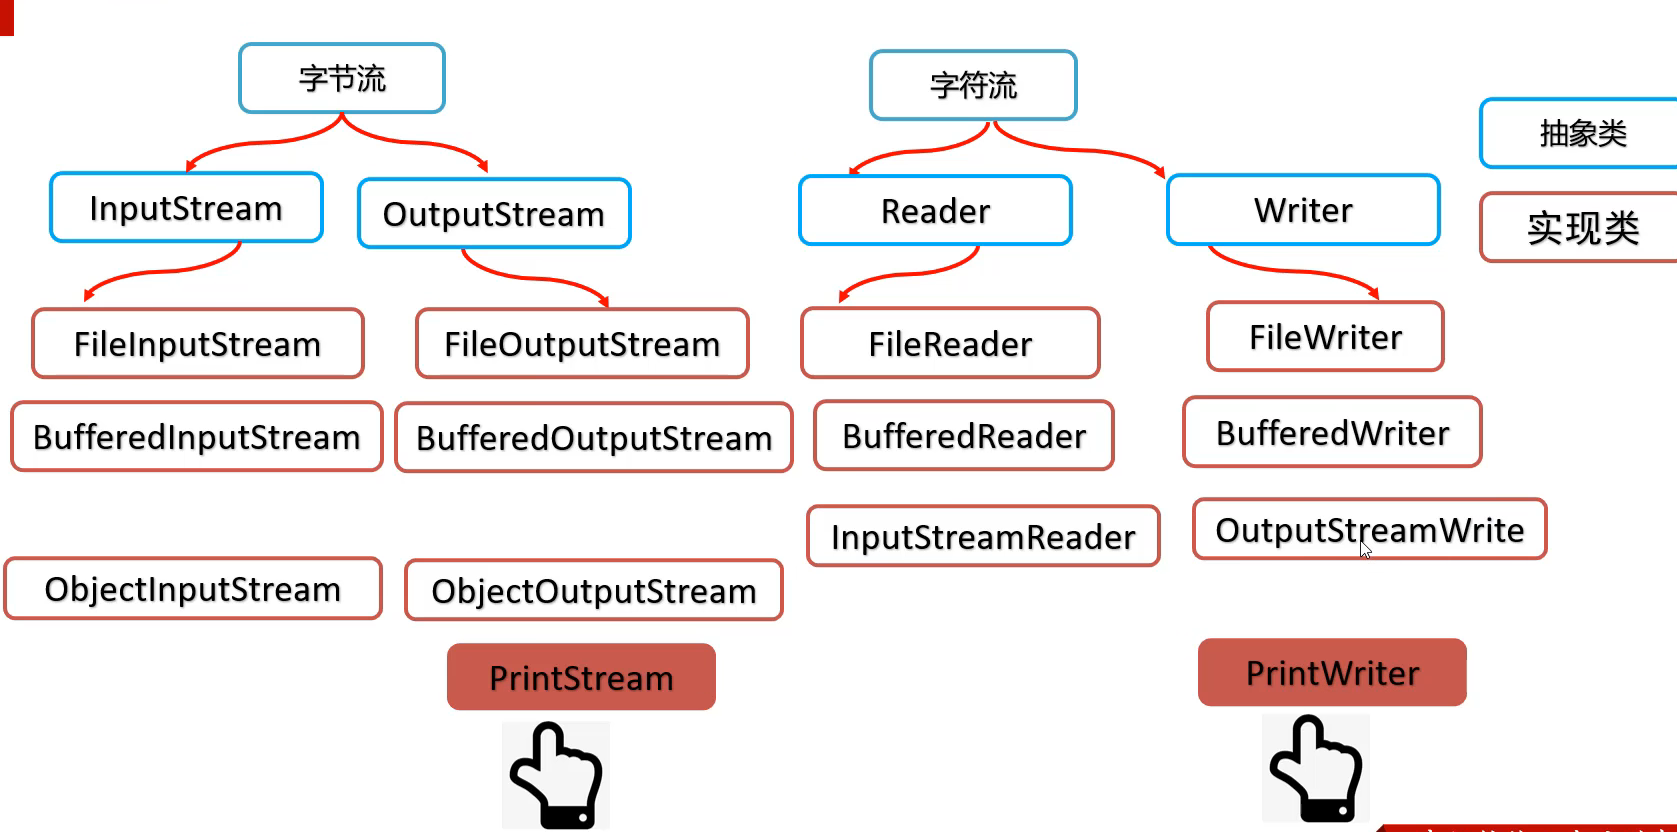 字节流
字符流
抽象类
InputStream
OutputStream
Reader
Writer
实现类
FileInputStream
FileOutputStream
FileReader
FileWriter
BufferedInputStream
BufferedOutputStream
BufferedReader
BufferedWriter
InputStreamReader
OutputStreamWrite
ObjectInputStream
ObjectOutputStream
PrintStream
PrintWriter